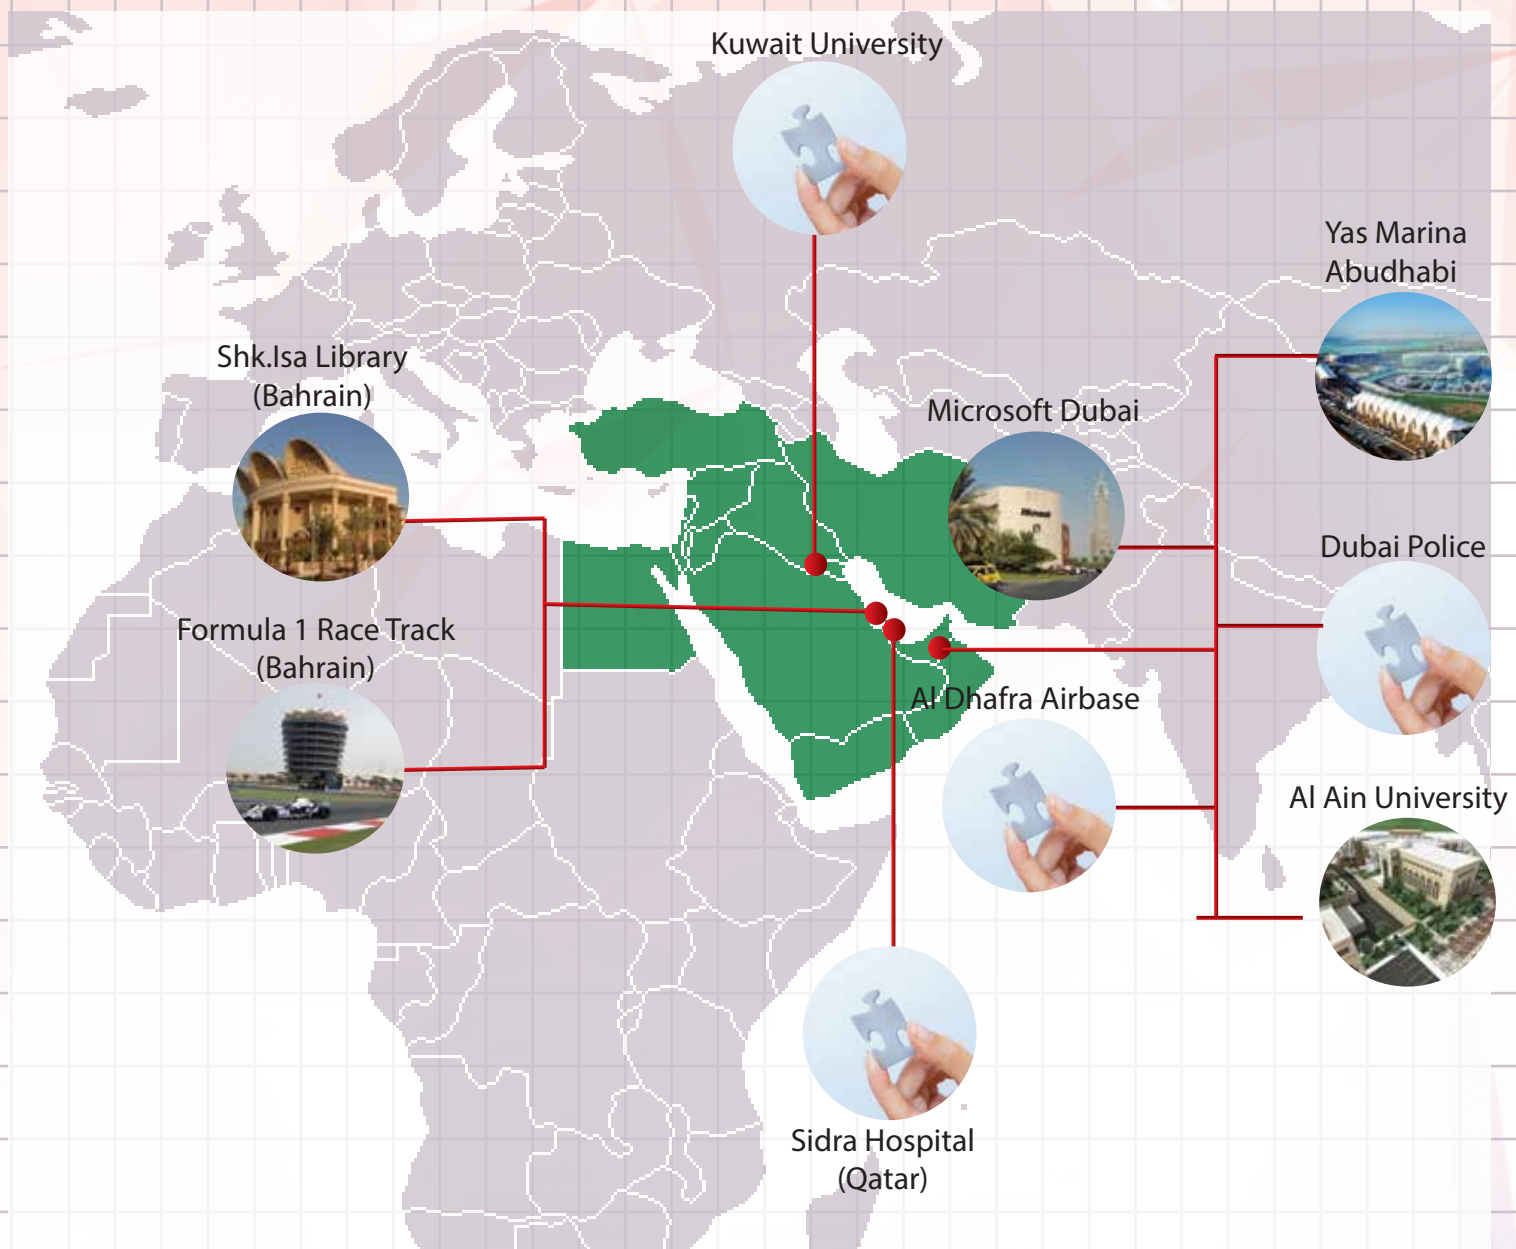 Kuwait University
Yas Marina
Abudhabi
Shk.Isa Library
(Bahrain)
Microsoft Dubai
Dubai Police
Formula 1 Race Track
(Bahrain)
Al Dhafra Airbase
Al Ain University
Sidra Hospital
(Qatar)